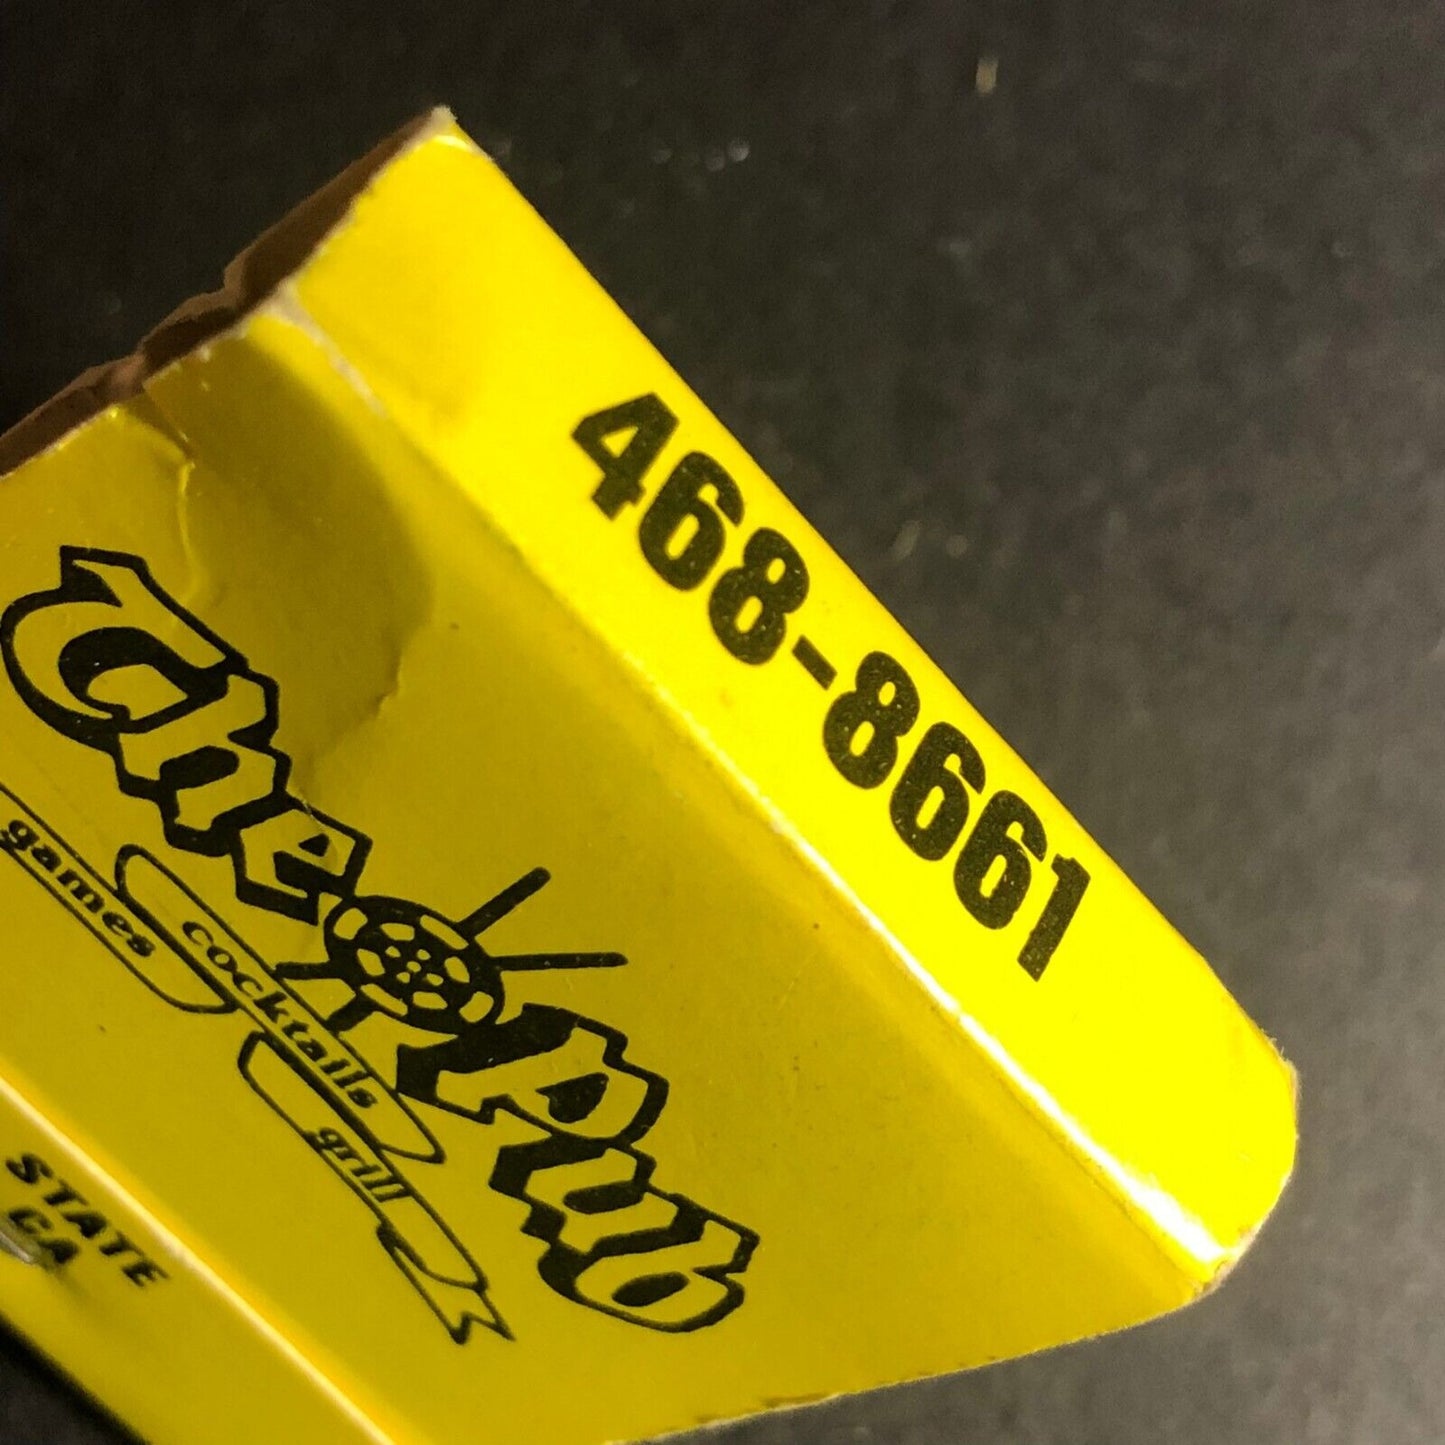 468-8661
The Pub
games
cocktails
grill
STATE
CA